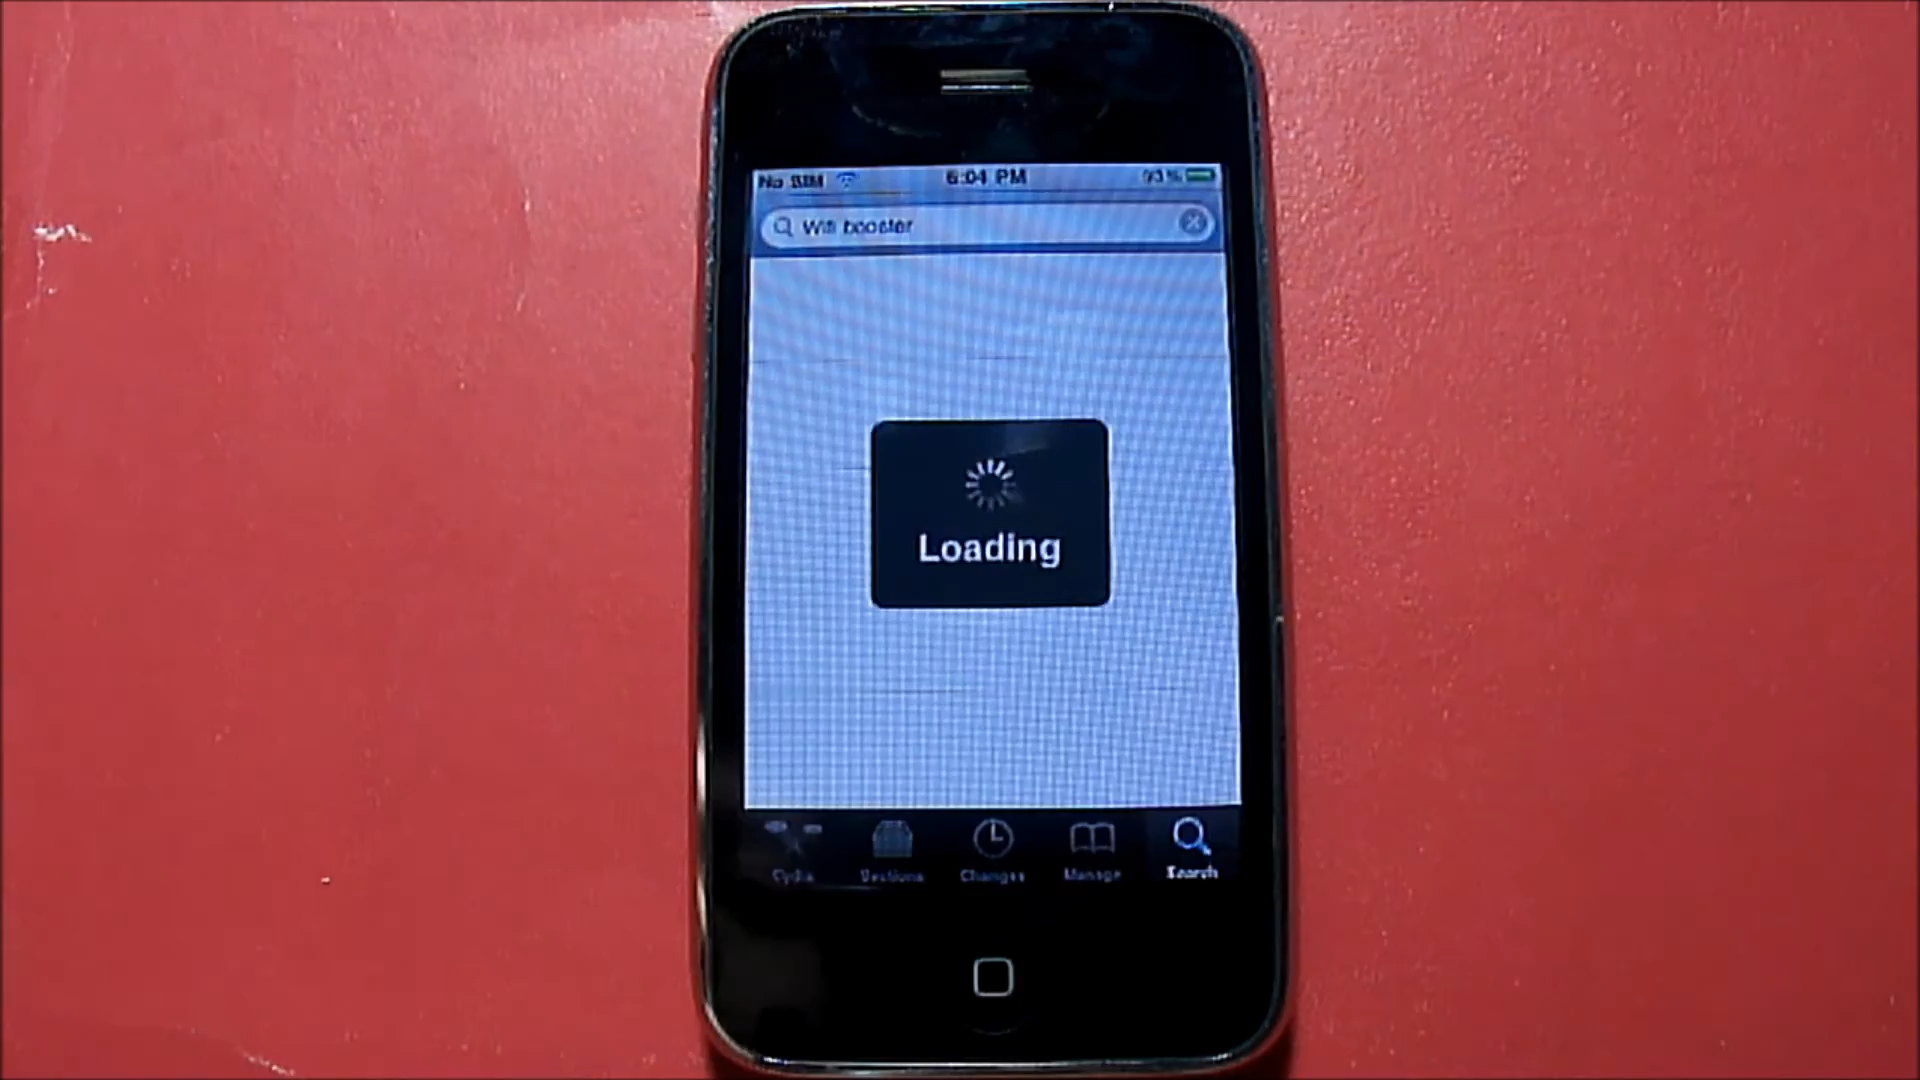 No SIM 6:04 PM 93%
Wifi booster
Loading
Cydia Sections Changes Manage Search